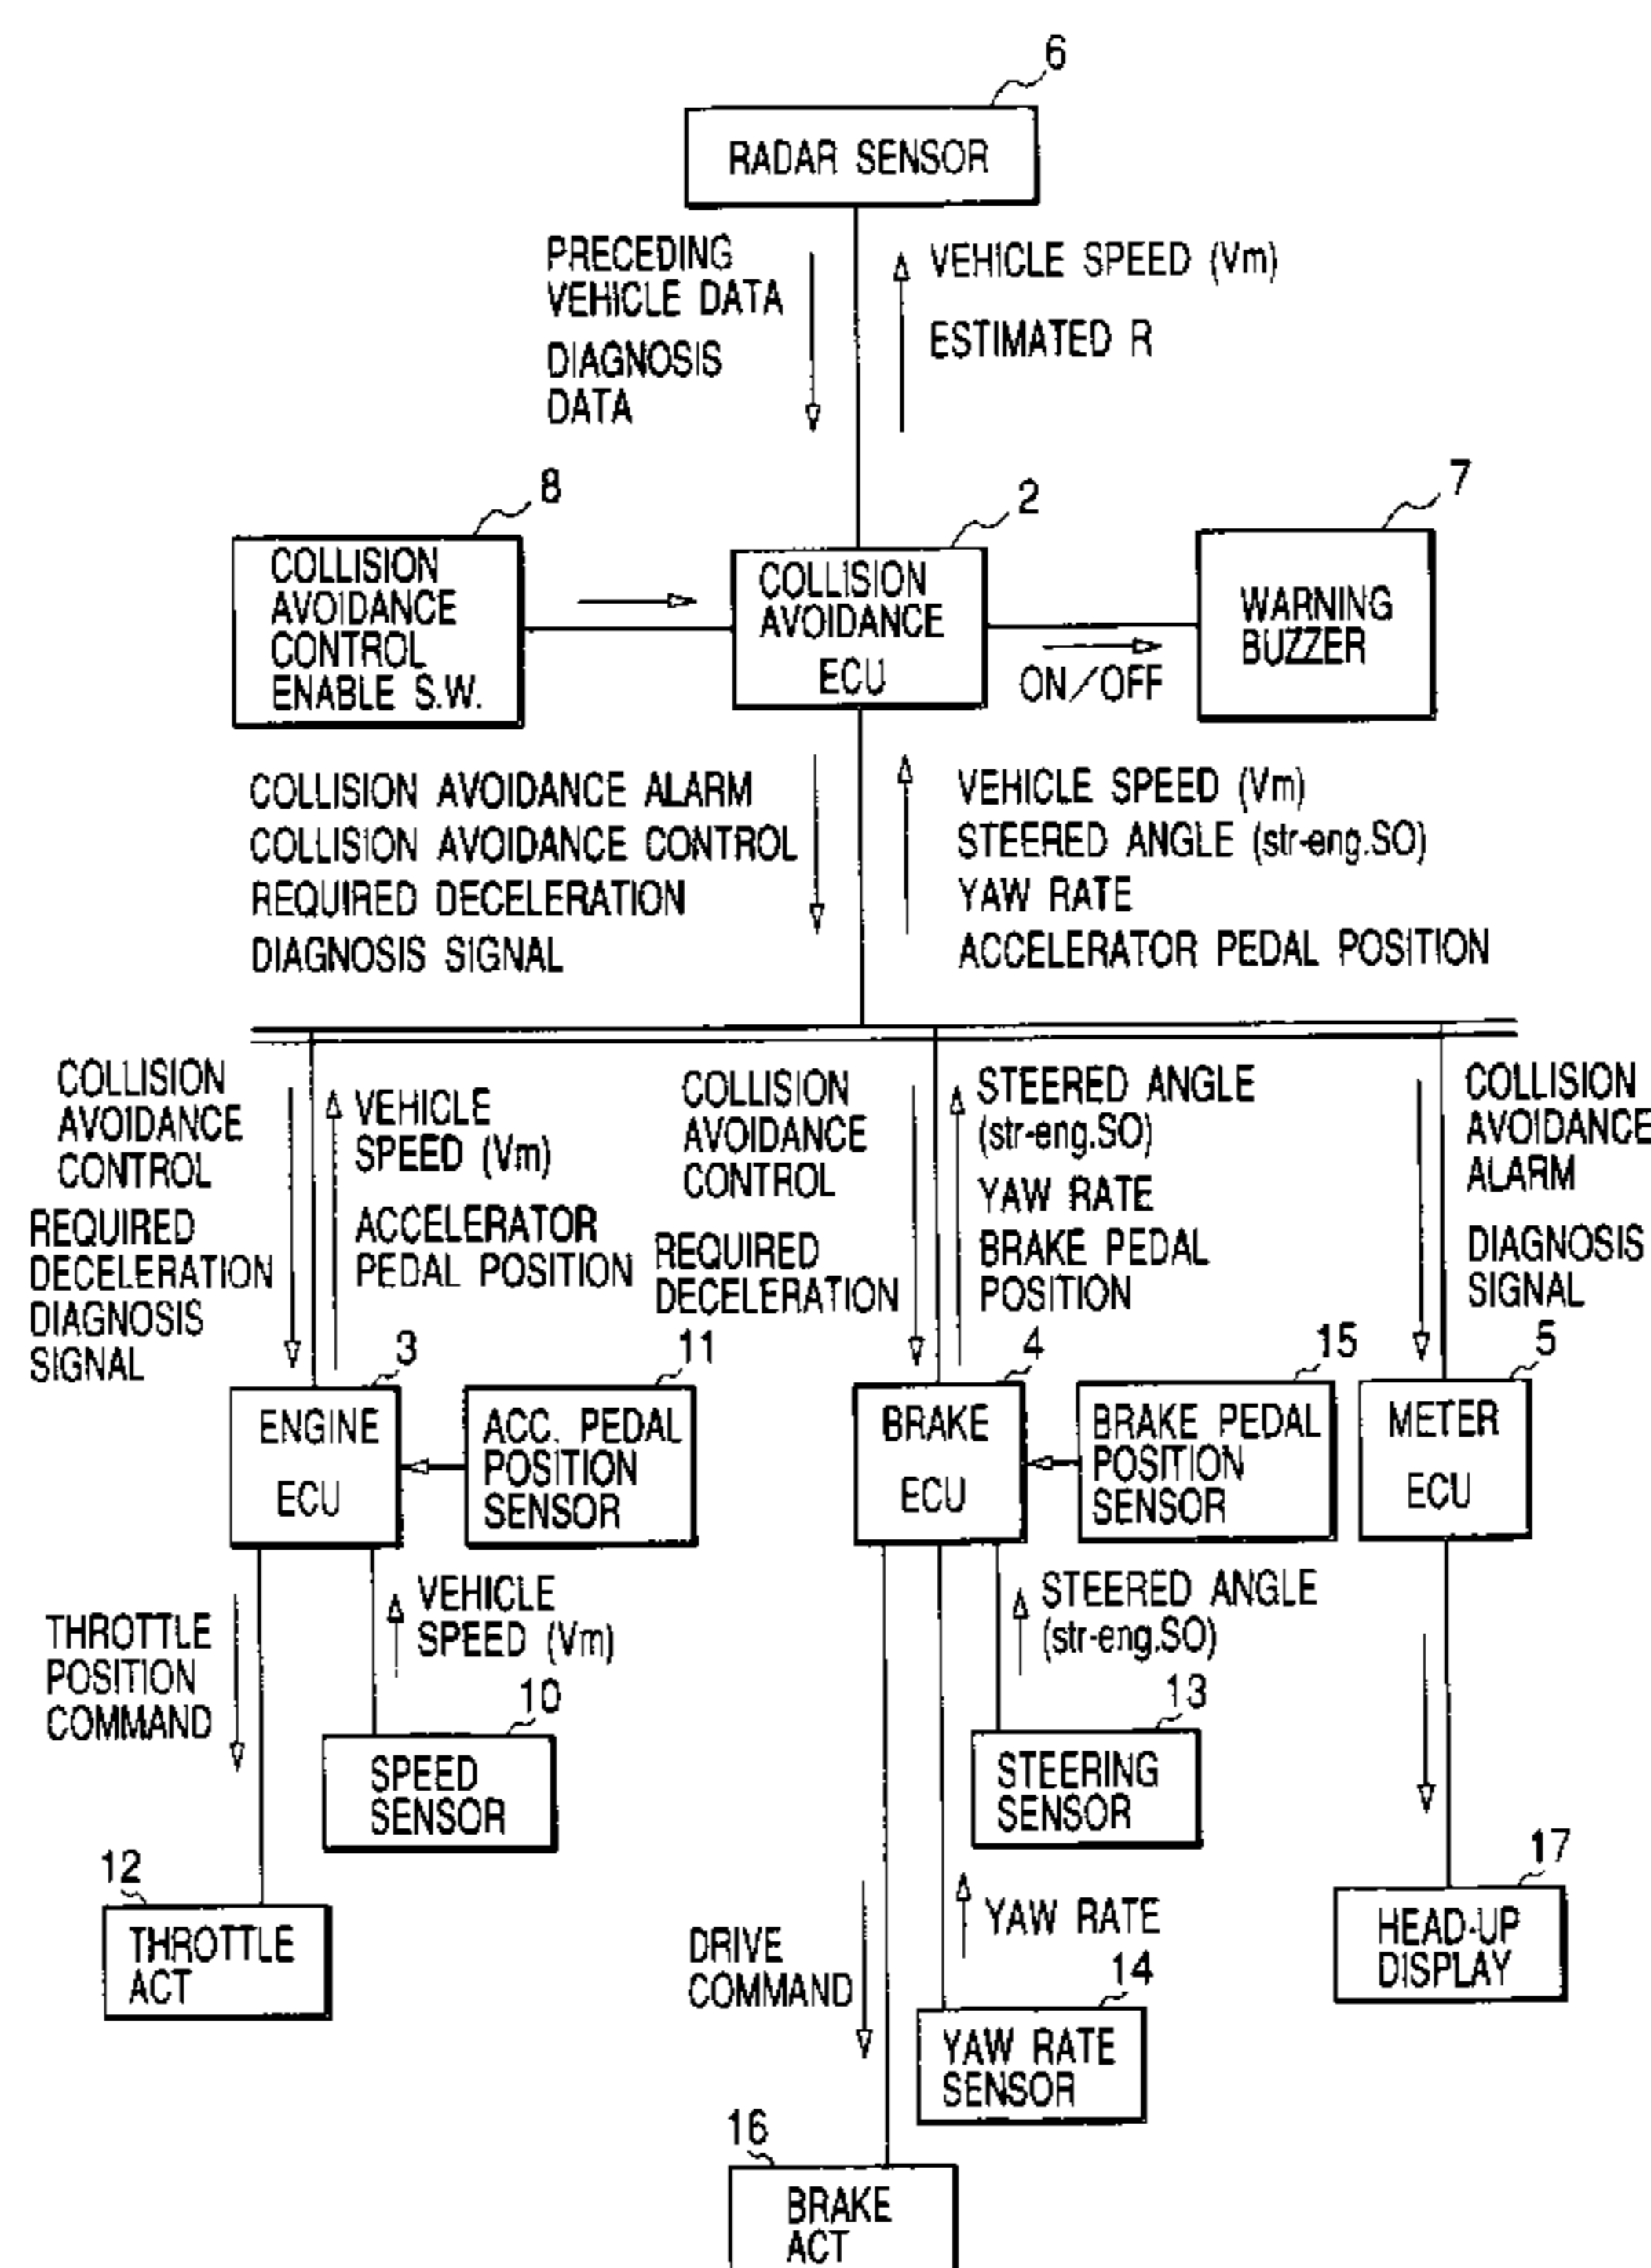 6
RADAR SENSOR
PRECEDING
VEHICLE DATA
DIAGNOSIS
DATA
VEHICLE SPEED (Vm)
ESTIMATED R
8
COLLISION
AVOIDANCE
CONTROL
ENABLE S.W.
2
COLLISION
AVOIDANCE
ECU
ON/OFF
7
WARNING
BUZZER
COLLISION AVOIDANCE ALARM
COLLISION AVOIDANCE CONTROL
REQUIRED DECELERATION
DIAGNOSIS SIGNAL
VEHICLE SPEED (Vm)
STEERED ANGLE (str-eng.SO)
YAW RATE
ACCELERATOR PEDAL POSITION
COLLISION
AVOIDANCE
CONTROL
REQUIRED
DECELERATION
DIAGNOSIS
SIGNAL
VEHICLE
SPEED (Vm)
ACCELERATOR
PEDAL POSITION
COLLISION
AVOIDANCE
CONTROL
REQUIRED
DECELERATION
STEERED ANGLE
(str-eng.SO)
YAW RATE
BRAKE PEDAL
POSITION
COLLISION
AVOIDANCE
ALARM
DIAGNOSIS
SIGNAL
3
ENGINE
ECU
11
ACC. PEDAL
POSITION
SENSOR
4
BRAKE
ECU
15
BRAKE PEDAL
POSITION
SENSOR
5
METER
ECU
THROTTLE
POSITION
COMMAND
VEHICLE
SPEED (Vm)
10
SPEED
SENSOR
12
THROTTLE
ACT
STEERED ANGLE
(str-eng.SO)
13
STEERING
SENSOR
DRIVE
COMMAND
YAW RATE
14
YAW RATE
SENSOR
16
BRAKE
ACT
17
HEAD-UP
DISPLAY